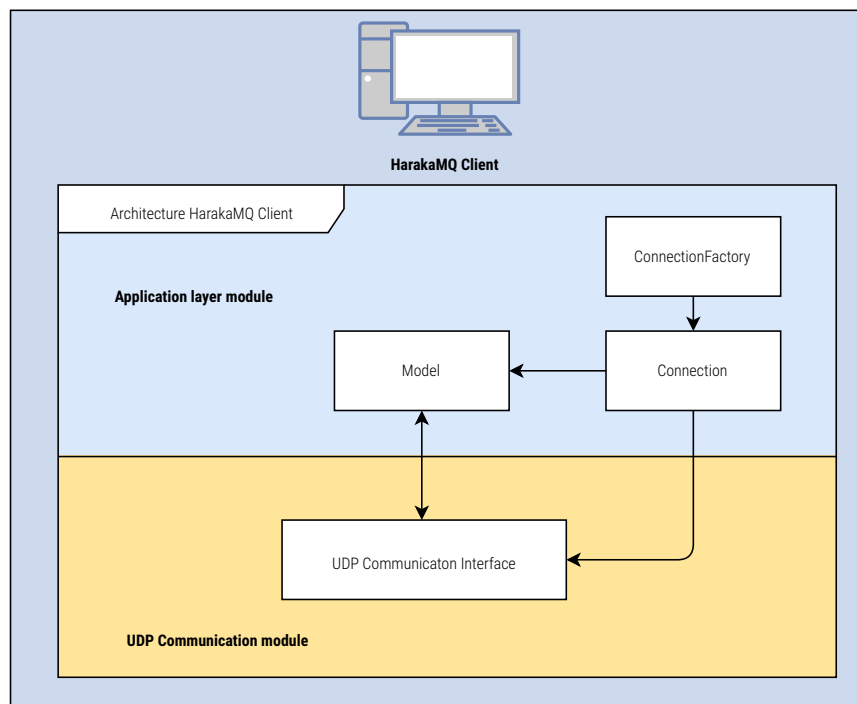 HarakaMQ Client
Architecture HarakaMQ Client
ConnectionFactory
Application layer module
Model
Connection
UDP Communicaton Interface
UDP Communication module